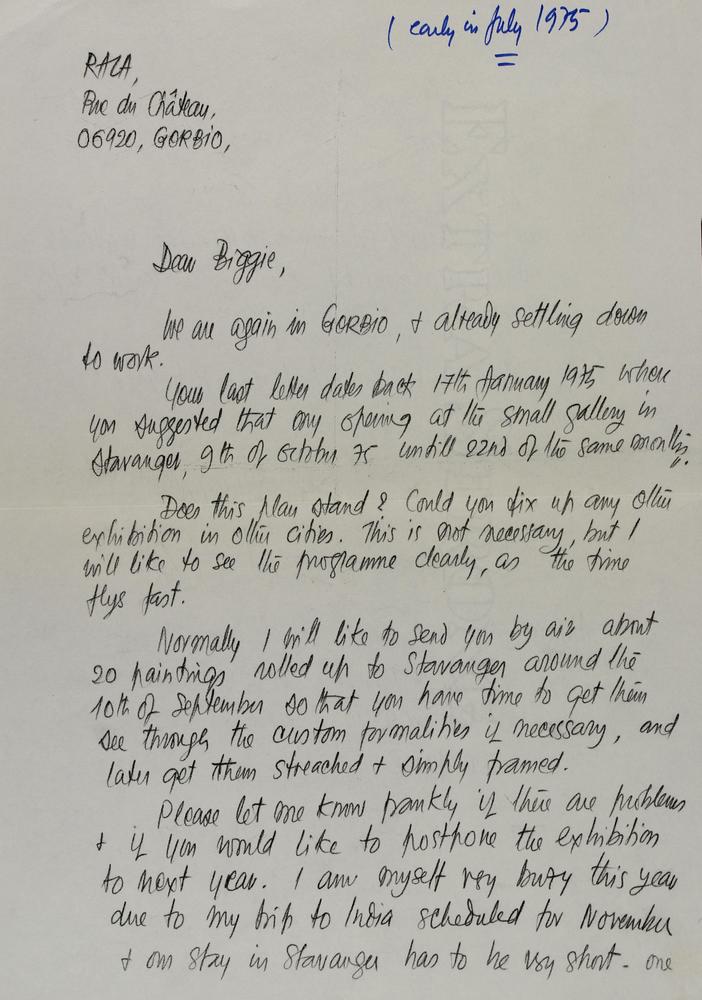 (early in July 1975)
RAZA,
Rue du Château,
06920, GORBIO,
Dear Biggie,
We are again in GORBIO, + already settling down
to work.
Your last letter dates back 17th January 1975 where
you suggested that my opening at the small gallery in
Stavanger, 9th of October 75 untill 22nd of the same month.
Does this plan stand? Could you fix up any other
exhibition in other cities. This is not necessary, but I
will like to see the programme clearly, as the time
flys fast.
Normally I will like to send you by air about
20 paintings rolled up to Stavanger around the
10th of September so that you have time to get them
see through the custom formalities if necessary, and
later get them streached + simply framed.
Please let me know frankly if there are problems
+ if you would like to postpone the exhibition
to next year. I am myself very busy this year
due to my trip to India scheduled for November
+ our stay in Stavanger has to be very short - one